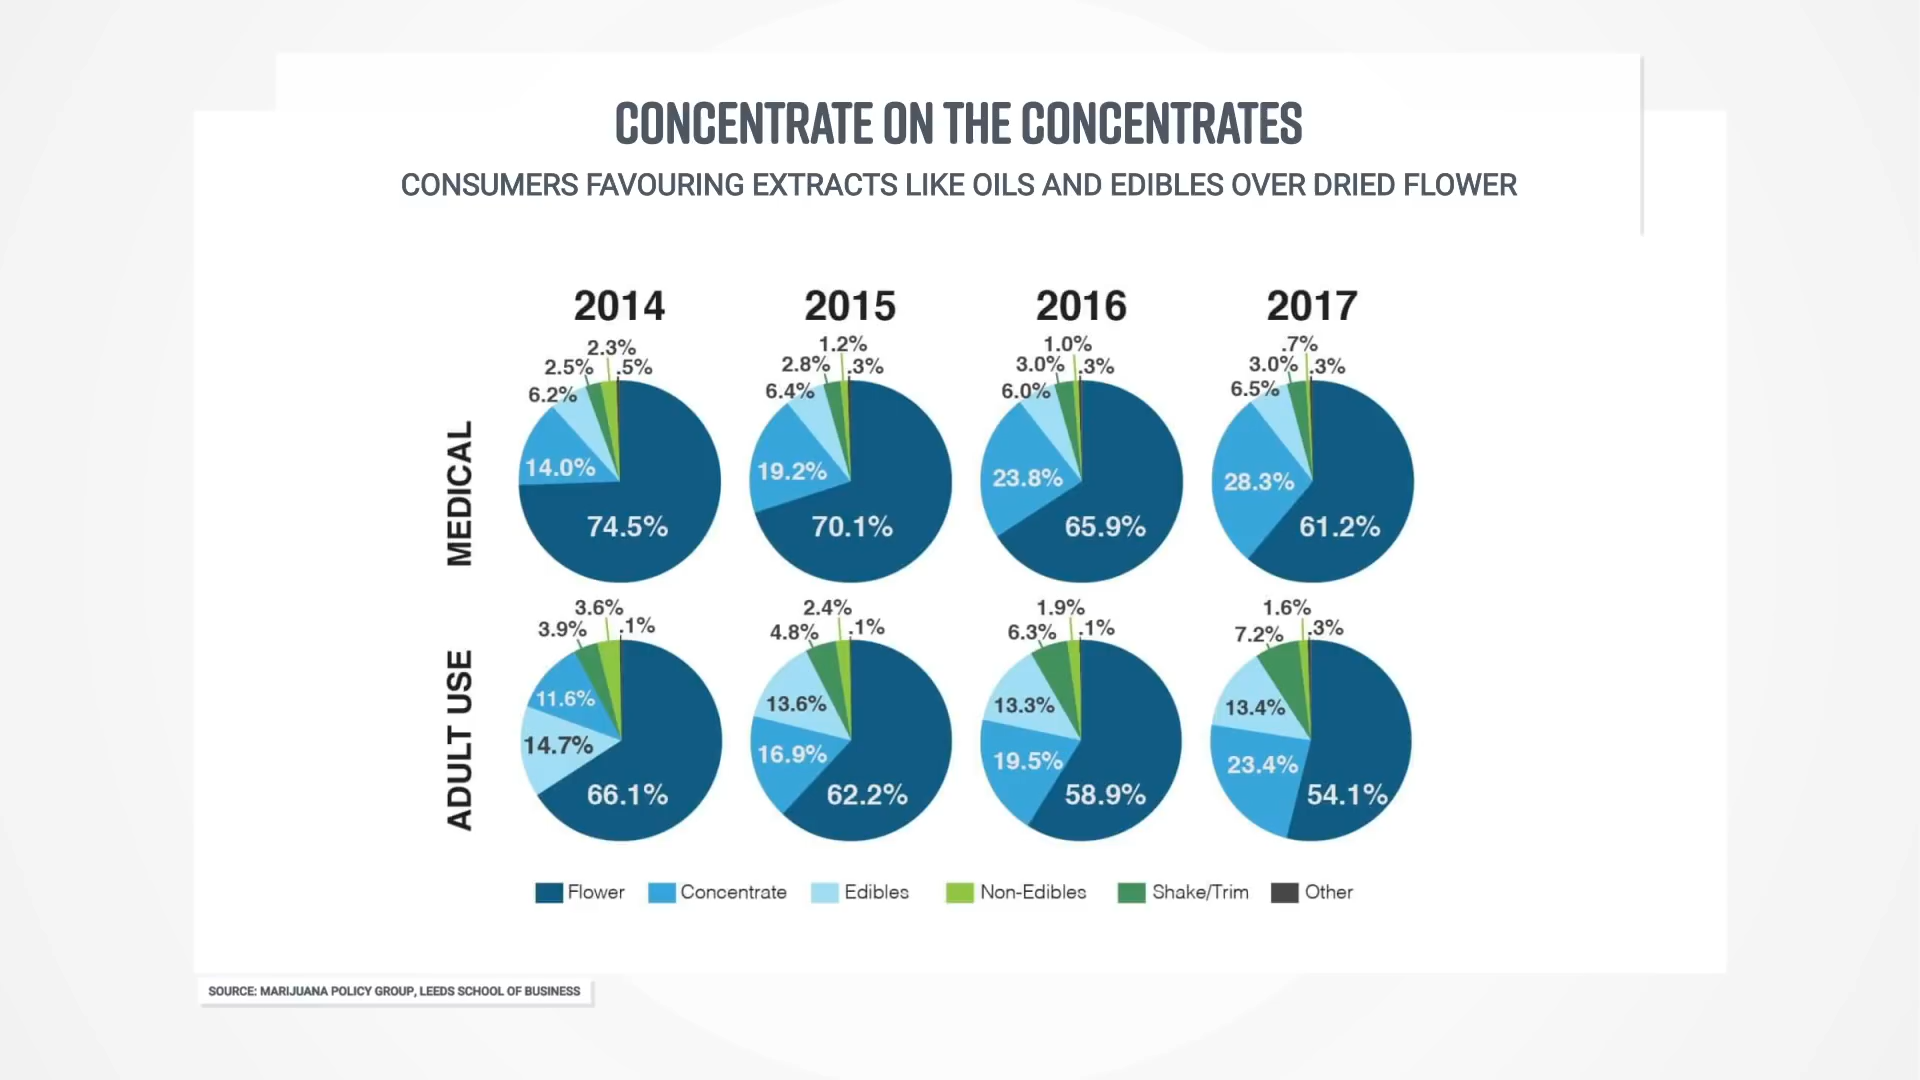 CONCENTRATE ON THE CONCENTRATES
CONSUMERS FAVOURING EXTRACTS LIKE OILS AND EDIBLES OVER DRIED FLOWER
2014 2015 2016 2017
MEDICAL
2.3% 1.2% 1.0% .7%
2.5% .5% 2.8% .3% 3.0% .3% 3.0% .3%
6.2% 6.4% 6.0% 6.5%
14.0% 19.2% 23.8% 28.3%
74.5% 70.1% 65.9% 61.2%
ADULT USE
3.6% 2.4% 1.9% 1.6%
3.9% .1% 4.8% .1% 6.3% .1% 7.2% .3%
11.6% 13.6% 13.3% 13.4%
14.7% 16.9% 19.5% 23.4%
66.1% 62.2% 58.9% 54.1%
Flower Concentrate Edibles Non-Edibles Shake/Trim Other
SOURCE: MARIJUANA POLICY GROUP, LEEDS SCHOOL OF BUSINESS